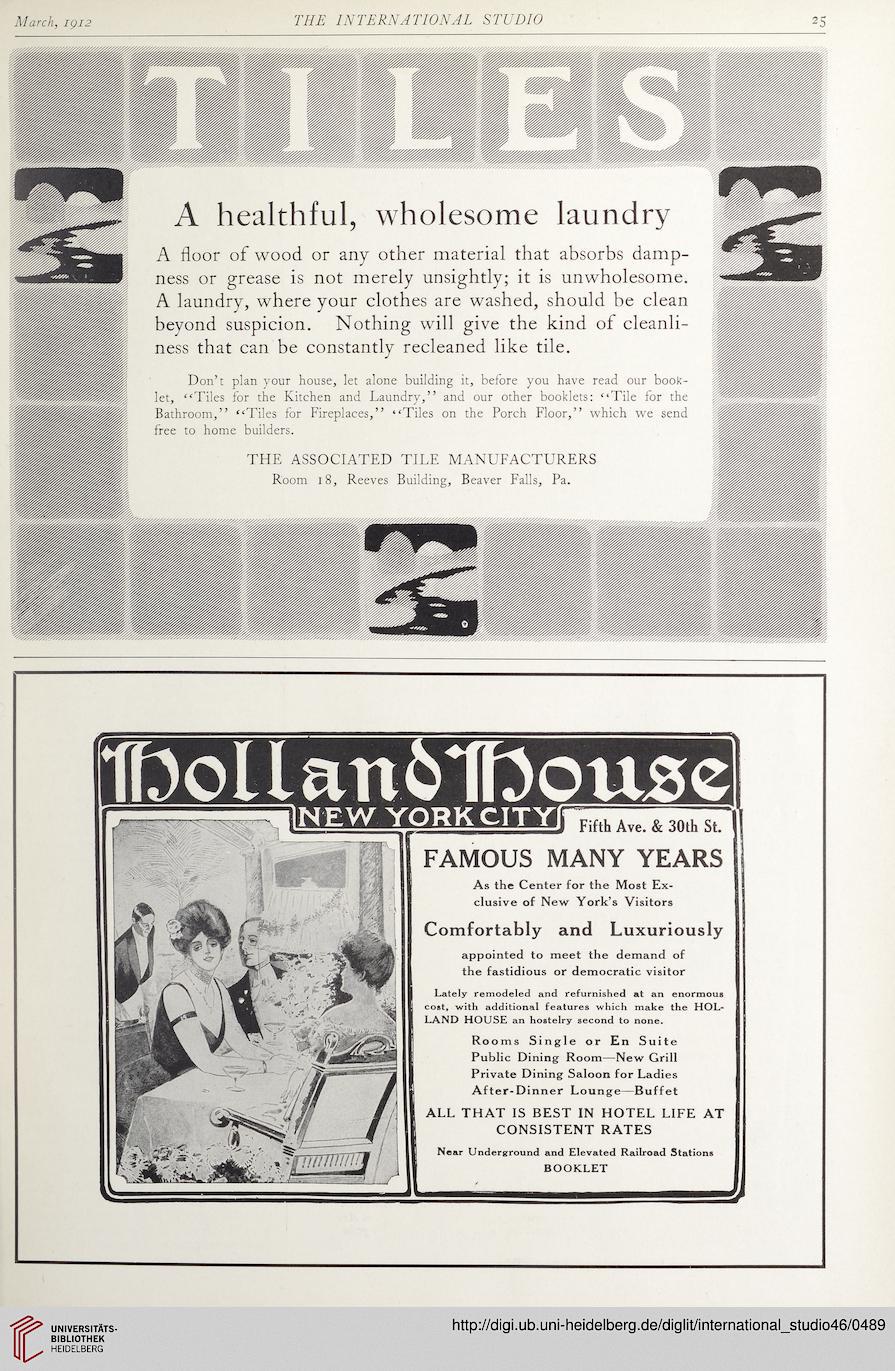 March, 1912
THE INTERNATIONAL STUDIO
25
TILES
A healthful, wholesome laundry
A floor of wood or any other material that absorbs damp-
ness or grease is not merely unsightly; it is unwholesome.
A laundry, where your clothes are washed, should be clean
beyond suspicion. Nothing will give the kind of cleanli-
ness that can be constantly recleaned like tile.
Don't plan your house, let alone building it, before you have read our book-
let, “Tiles for the Kitchen and Laundry,” and our other booklets: “Tile for the
Bathroom,” “Tiles for Fireplaces,” “Tiles on the Porch Floor,” which we send
free to home builders.
THE ASSOCIATED TILE MANUFACTURERS
Room 18, Reeves Building, Beaver Falls, Pa.
Holland House
NEW YORK CITY
Fifth Ave. & 30th St.
FAMOUS MANY YEARS
As the Center for the Most Ex-
clusive of New York's Visitors
Comfortably and Luxuriously
appointed to meet the demand of
the fastidious or democratic visitor
Lately remodeled and refurnished at an enormous
cost, with additional features which make the HOL-
LAND HOUSE an hostelry second to none.
Rooms Single or En Suite
Public Dining Room—New Grill
Private Dining Saloon for Ladies
After-Dinner Lounge—Buffet
ALL THAT IS BEST IN HOTEL LIFE AT
CONSISTENT RATES
Near Underground and Elevated Railroad Stations
BOOKLET
UNIVERSITÄTS-
BIBLIOTHEK
HEIDELBERG
http://digi.ub.uni-heidelberg.de/diglit/international_studio46/0489